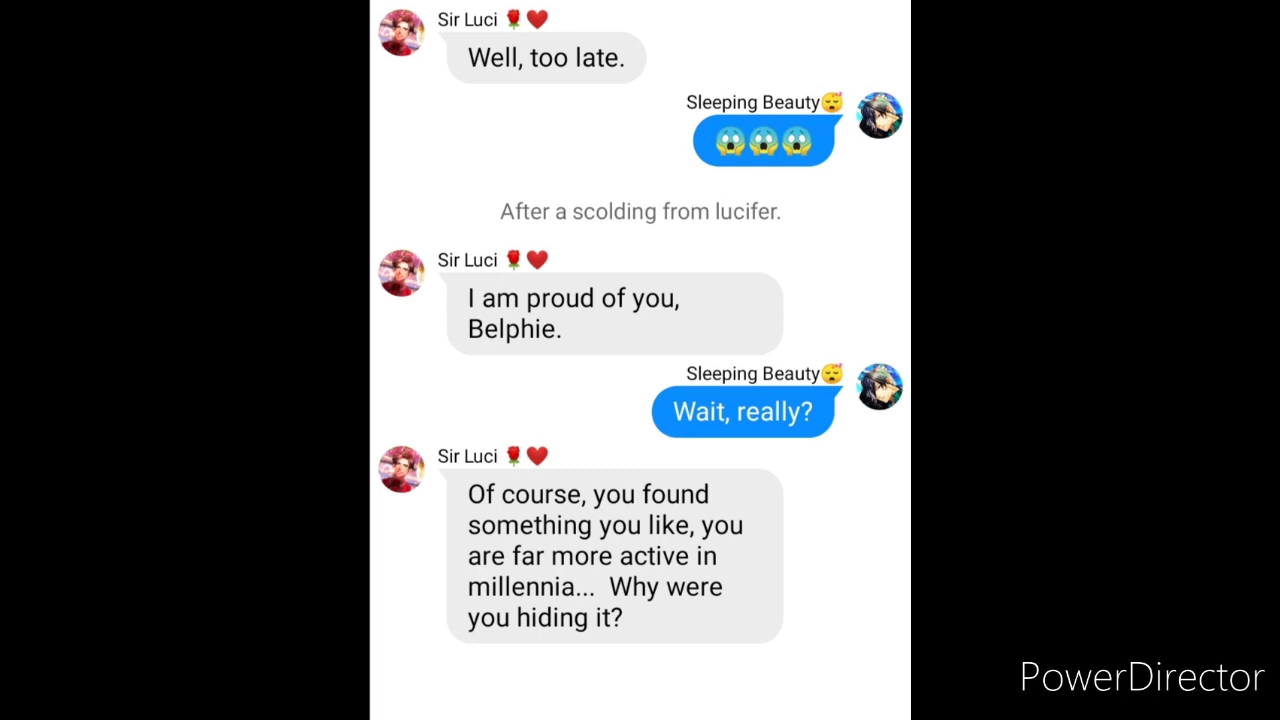 Sir Luci 🌹❤️
Well, too late.
Sleeping Beauty😴
😱😱😱
After a scolding from lucifer.
Sir Luci 🌹❤️
I am proud of you,
Belphie.
Sleeping Beauty😴
Wait, really?
Sir Luci 🌹❤️
Of course, you found
something you like, you
are far more active in
millennia...  Why were
you hiding it?
PowerDirector